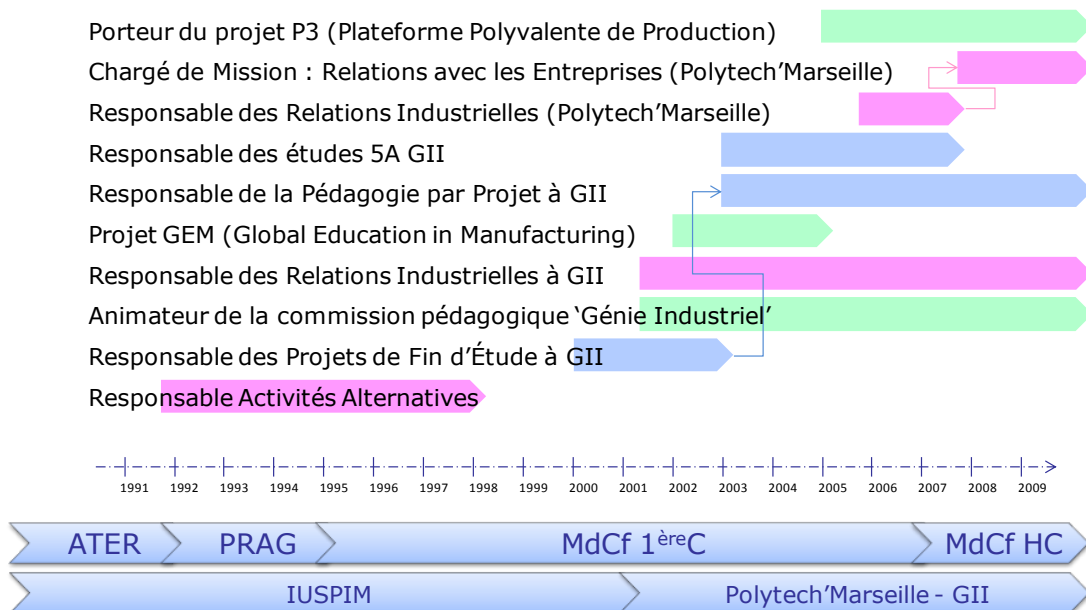 Porteur du projet P3 (Plateforme Polyvalente de Production)
Chargé de Mission : Relations avec les Entreprises (Polytech'Marseille)
Responsable des Relations Industrielles (Polytech'Marseille)
Responsable des études 5A GII
Responsable de la Pédagogie par Projet à GII
Projet GEM (Global Education in Manufacturing)
Responsable des Relations Industrielles à GII
Animateur de la commission pédagogique ‘Génie Industriel’
Responsable des Projets de Fin d’Étude à GII
Responsable Activités Alternatives
1991 1992 1993 1994 1995 1996 1997 1998 1999 2000 2001 2002 2003 2004 2005 2006 2007 2008 2009
ATER PRAG MdCf 1èreC MdCf HC
IUSPIM Polytech’Marseille - GII